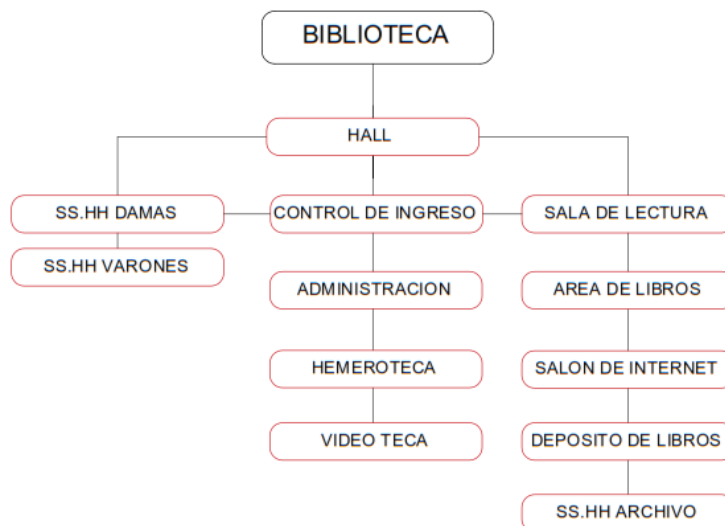 BIBLIOTECA
HALL
SS.HH DAMAS
CONTROL DE INGRESO
SALA DE LECTURA
SS.HH VARONES
ADMINISTRACION
AREA DE LIBROS
HEMEROTECA
SALON DE INTERNET
VIDEO TECA
DEPOSITO DE LIBROS
SS.HH ARCHIVO